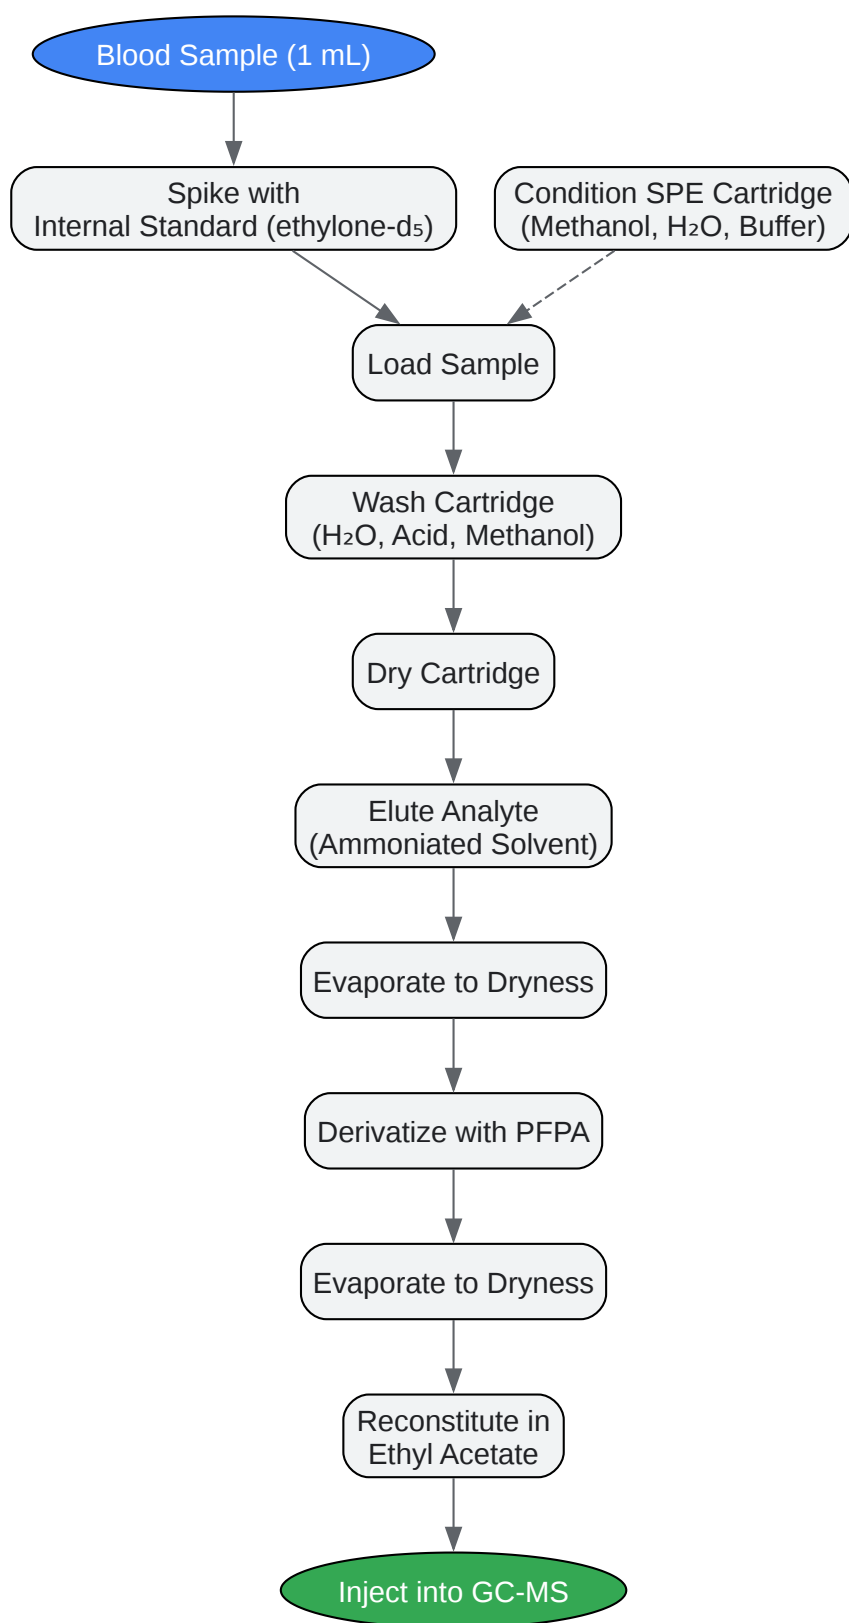 Blood Sample (1 mL)
Spike with
Internal Standard (ethylone-d₅)
Condition SPE Cartridge
(Methanol, H₂O, Buffer)
Load Sample
Wash Cartridge
(H₂O, Acid, Methanol)
Dry Cartridge
Elute Analyte
(Ammoniated Solvent)
Evaporate to Dryness
Derivatize with PFPA
Evaporate to Dryness
Reconstitute in
Ethyl Acetate
Inject into GC-MS